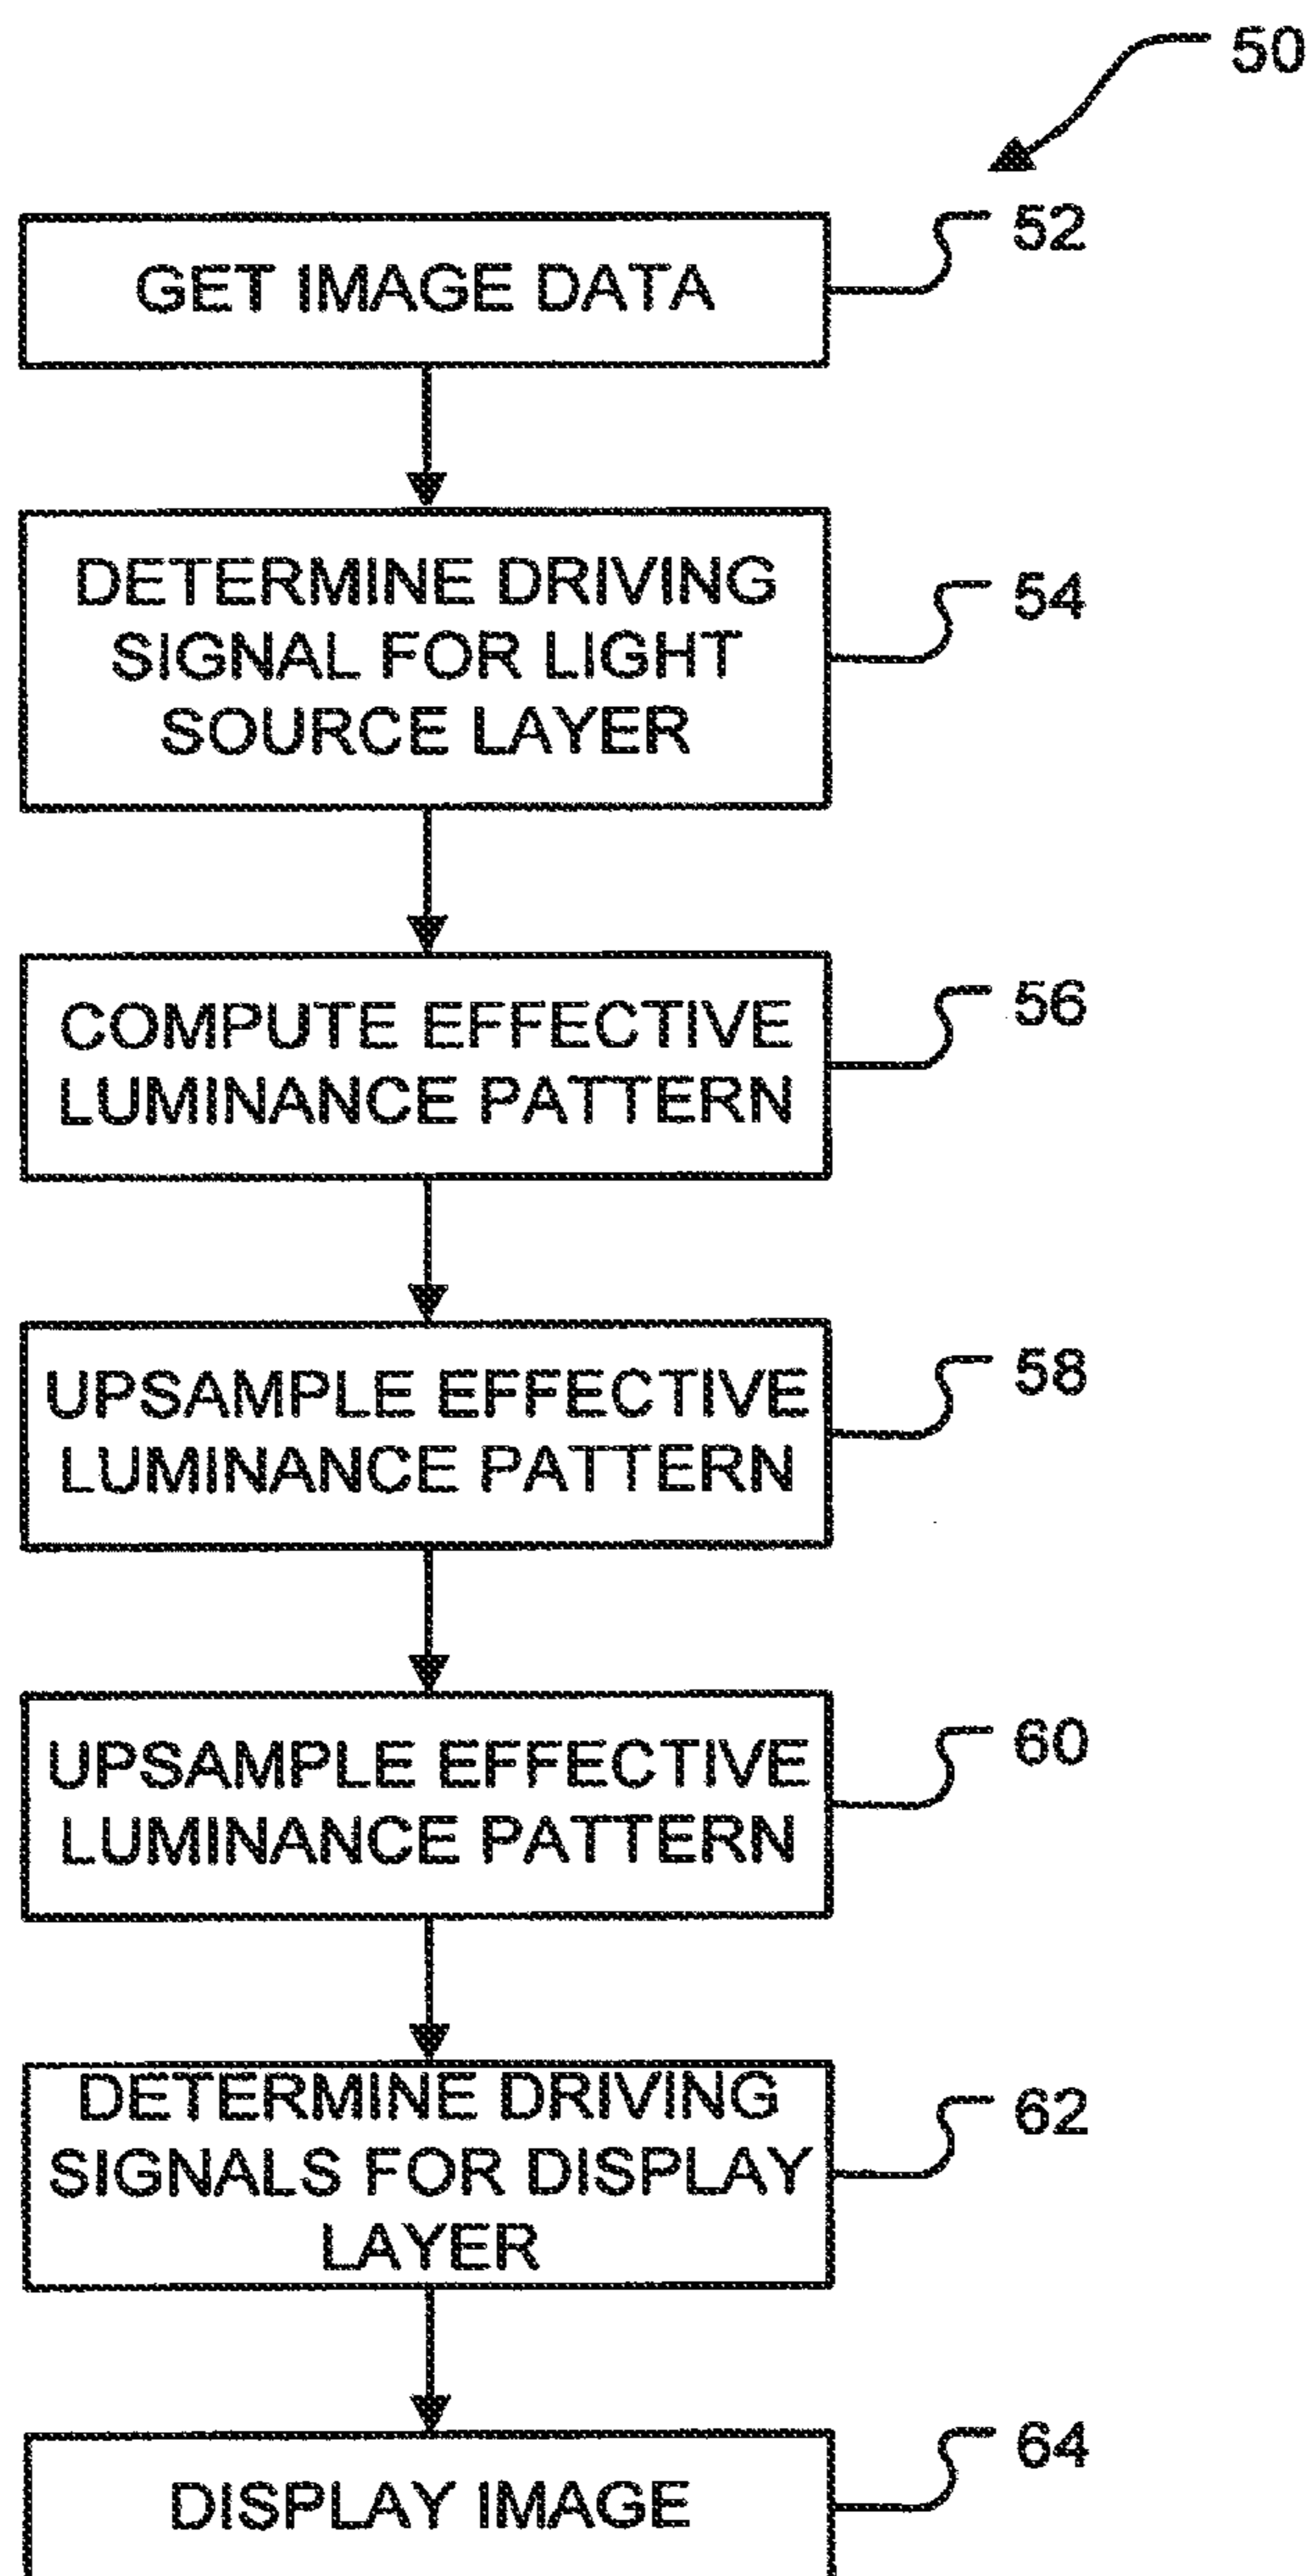 50
52
GET IMAGE DATA
DETERMINE DRIVING
SIGNAL FOR LIGHT
SOURCE LAYER
54
COMPUTE EFFECTIVE
LUMINANCE PATTERN
56
UPSAMPLE EFFECTIVE
LUMINANCE PATTERN
58
UPSAMPLE EFFECTIVE
LUMINANCE PATTERN
60
DETERMINE DRIVING
SIGNALS FOR DISPLAY
LAYER
62
DISPLAY IMAGE
64